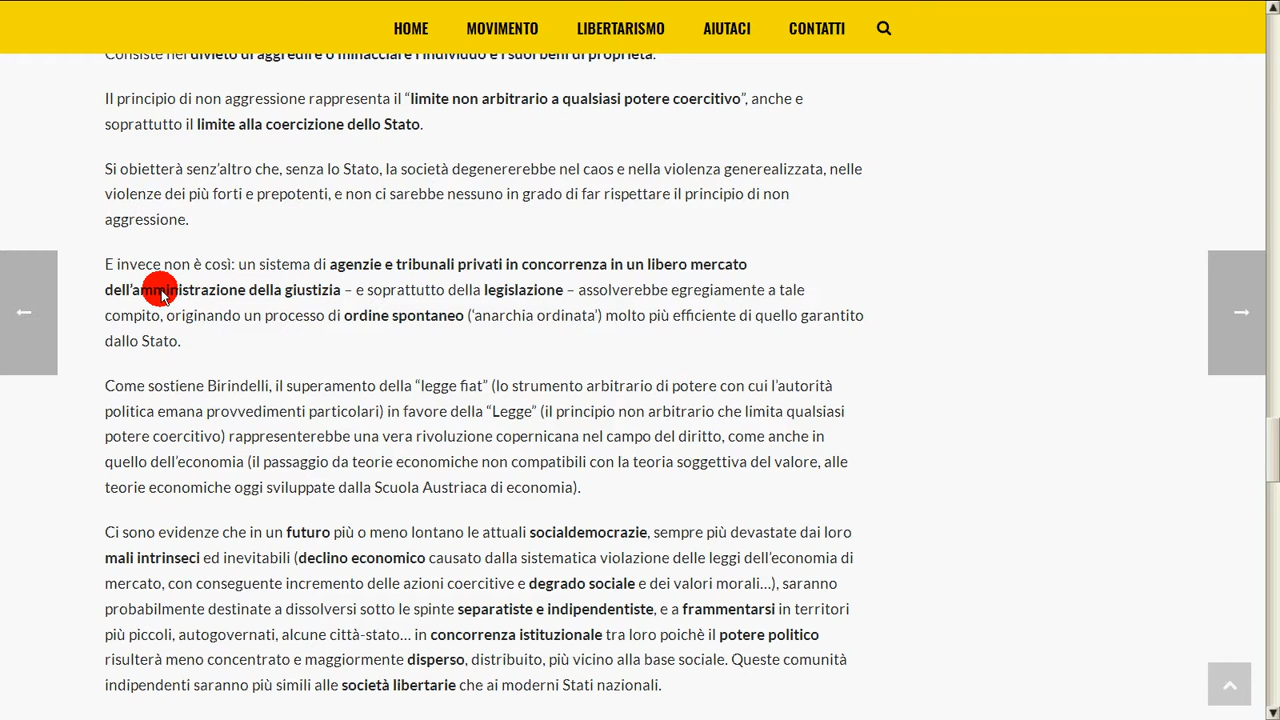 HOME MOVIMENTO LIBERTARISMO AIUTACI CONTATTI
Consiste nel divieto di aggredire o minacciare l'individuo e i suoi beni di proprietà.
Il principio di non aggressione rappresenta il “limite non arbitrario a qualsiasi potere coercitivo”, anche e
soprattutto il limite alla coercizione dello Stato.
Si obietterà senz’altro che, senza lo Stato, la società degenererebbe nel caos e nella violenza generealizzata, nelle
violenze dei più forti e prepotenti, e non ci sarebbe nessuno in grado di far rispettare il principio di non
aggressione.
E invece non è così: un sistema di agenzie e tribunali privati in concorrenza in un libero mercato
dell’amministrazione della giustizia – e soprattutto della legislazione – assolverebbe egregiamente a tale
compito, originando un processo di ordine spontaneo (‘anarchia ordinata’) molto più efficiente di quello garantito
dallo Stato.
Come sostiene Birindelli, il superamento della “legge fiat” (lo strumento arbitrario di potere con cui l’autorità
politica emana provvedimenti particolari) in favore della “Legge” (il principio non arbitrario che limita qualsiasi
potere coercitivo) rappresenterebbe una vera rivoluzione copernicana nel campo del diritto, come anche in
quello dell’economia (il passaggio da teorie economiche non compatibili con la teoria soggettiva del valore, alle
teorie economiche oggi sviluppate dalla Scuola Austriaca di economia).
Ci sono evidenze che in un futuro più o meno lontano le attuali socialdemocrazie, sempre più devastate dai loro
mali intrinseci ed inevitabili (declino economico causato dalla sistematica violazione delle leggi dell’economia di
mercato, con conseguente incremento delle azioni coercitive e degrado sociale e dei valori morali…), saranno
probabilmente destinate a dissolversi sotto le spinte separatiste e indipendentiste, e a frammentarsi in territori
più piccoli, autogovernati, alcune città-stato… in concorrenza istituzionale tra loro poichè il potere politico
risulterà meno concentrato e maggiormente disperso, distribuito, più vicino alla base sociale. Queste comunità
indipendenti saranno più simili alle società libertarie che ai moderni Stati nazionali.